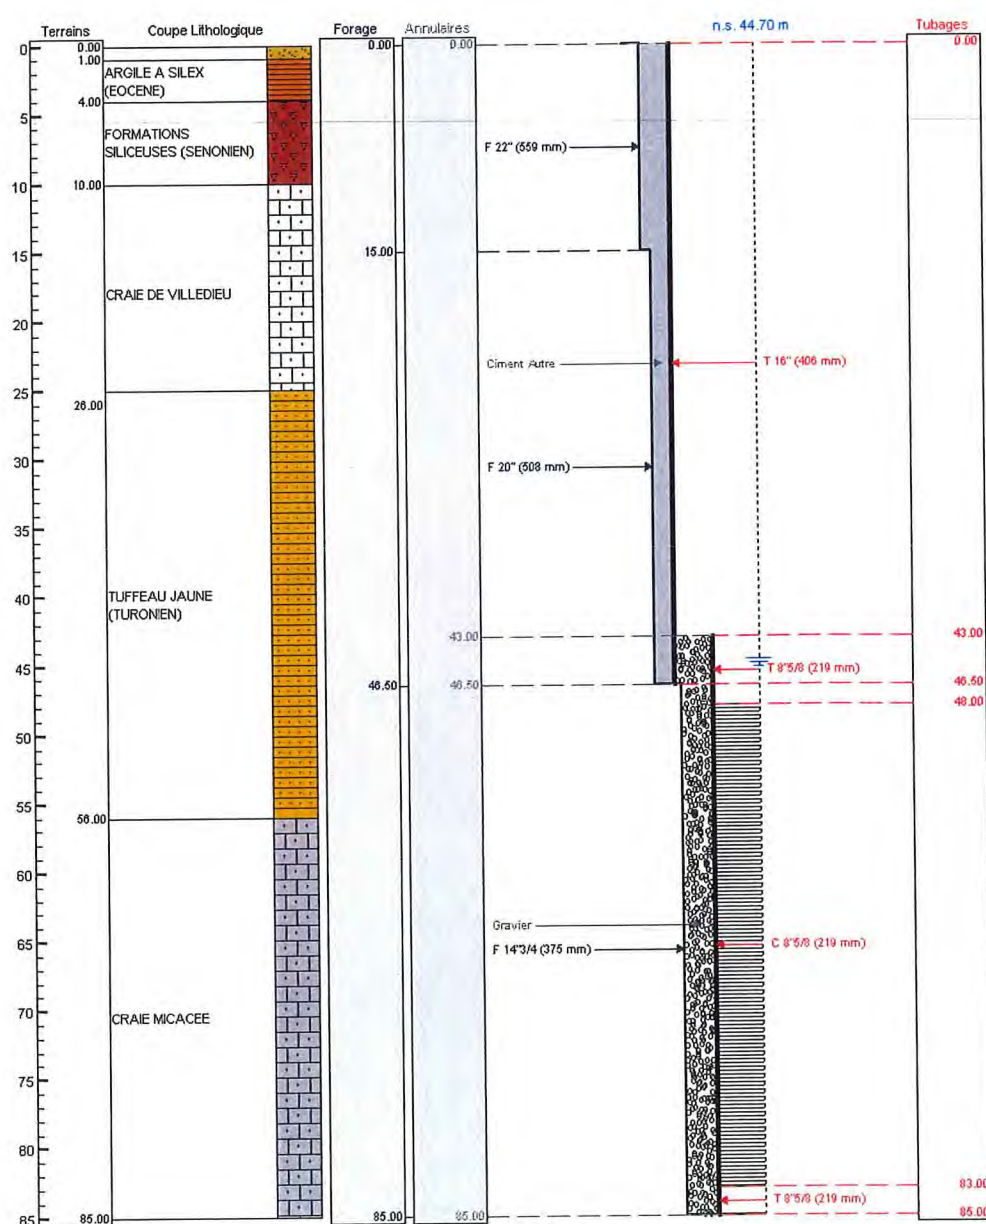 n.s. 44.70 m
Terrains
Coupe Lithologique
Forage
Annulaires
Tubages
0
5
10
15
20
25
30
35
40
45
50
55
60
65
70
75
80
85
0.00
1.00
4.00
10.00
26.00
56.00
85.00
ARGILE A SILEX
(EOCENE)
FORMATIONS
SILICEUSES (SENONIEN)
CRAIE DE VILLEDIEU
TUFFEAU JAUNE
(TURONIEN)
CRAIE MICACEE
0.00
15.00
46.50
85.00
0.00
43.00
46.50
85.00
F 22" (559 mm)
Ciment Autre
F 20" (508 mm)
Gravier
F 14"3/4 (375 mm)
T 16" (406 mm)
T 8"5/8 (219 mm)
C 8"5/8 (219 mm)
T 8"5/8 (219 mm)
0.00
43.00
46.50
48.00
83.00
85.00